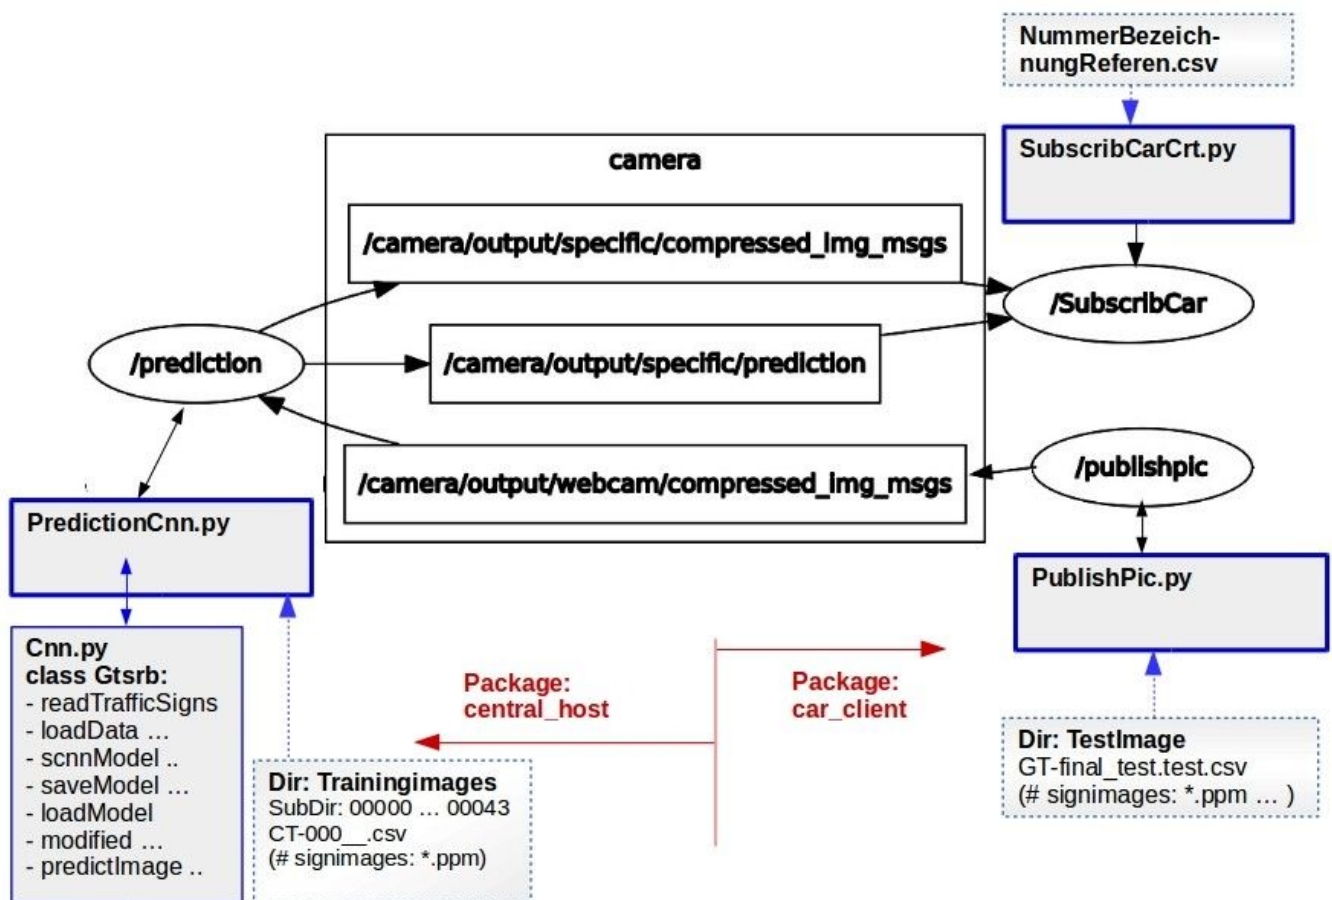 NummerBezeich-
nungReferen.csv
SubscribCarCrt.py
camera
/camera/output/specific/compressed_img_msgs
/SubscribCar
/prediction
/camera/output/specific/prediction
/camera/output/webcam/compressed_img_msgs
/publishpic
PredictionCnn.py
PublishPic.py
Cnn.py
class Gtsrb:
- readTrafficSigns
- loadData ...
- scnnModel ..
- saveModel ...
- loadModel
- modified ...
- predictImage ..
Package:
central_host
Package:
car_client
Dir: Trainingimages
SubDir: 00000 ... 00043
CT-000__.csv
(# signimages: *.ppm)
Dir: TestImage
GT-final_test.test.csv
(# signimages: *.ppm ... )